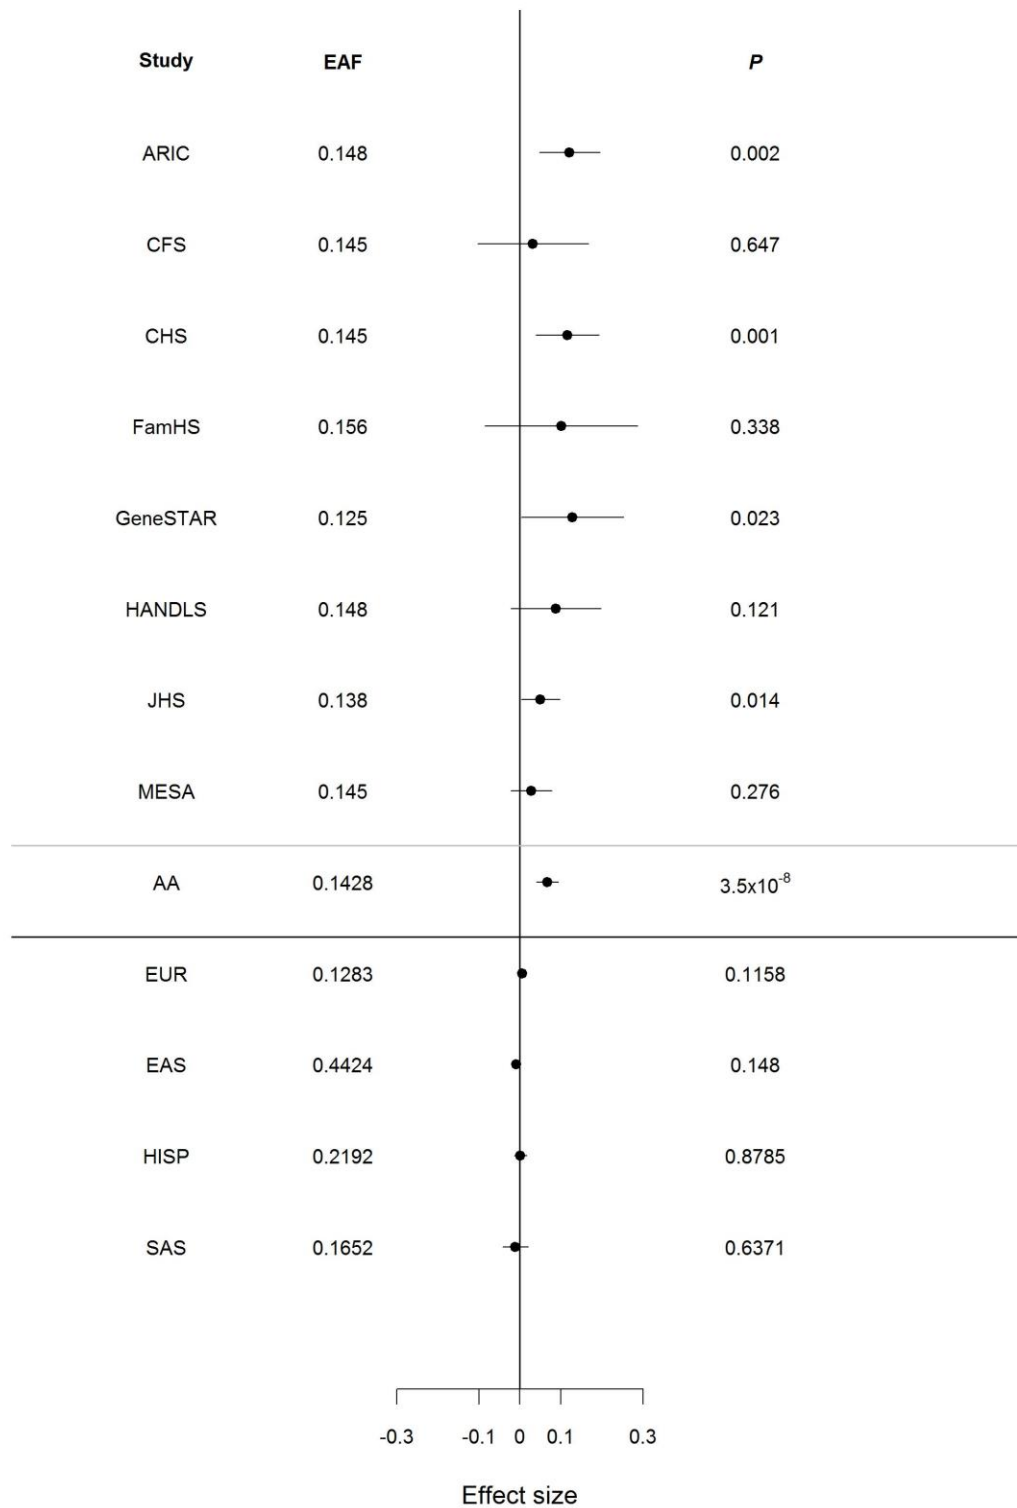 Study EAF P
ARIC 0.148 0.002
CFS 0.145 0.647
CHS 0.145 0.001
FamHS 0.156 0.338
GeneSTAR 0.125 0.023
HANDLS 0.148 0.121
JHS 0.138 0.014
MESA 0.145 0.276
AA 0.1428 3.5x10⁻⁸
EUR 0.1283 0.1158
EAS 0.4424 0.148
HISP 0.2192 0.8785
SAS 0.1652 0.6371
-0.3 -0.1 0 0.1 0.3
Effect size